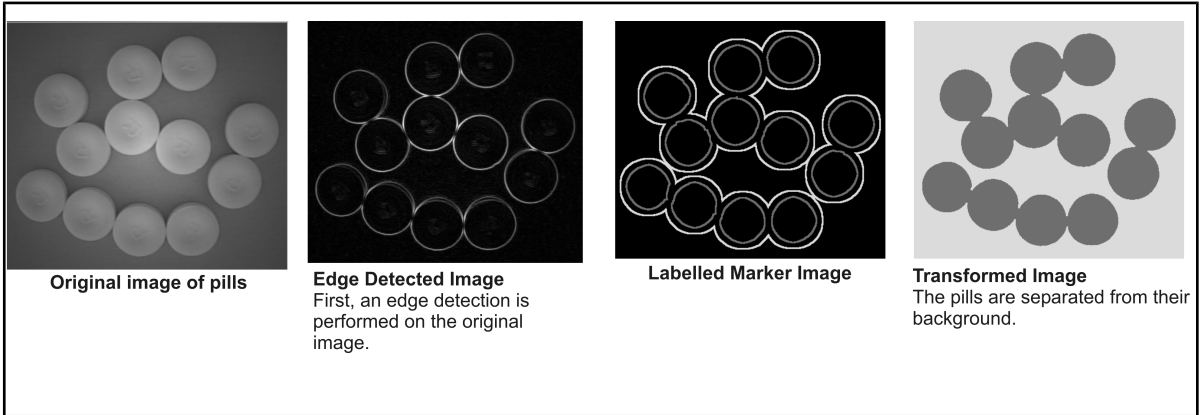 Original image of pills
Edge Detected Image
First, an edge detection is
performed on the original
image.
Labelled Marker Image
Transformed Image
The pills are separated from their
background.